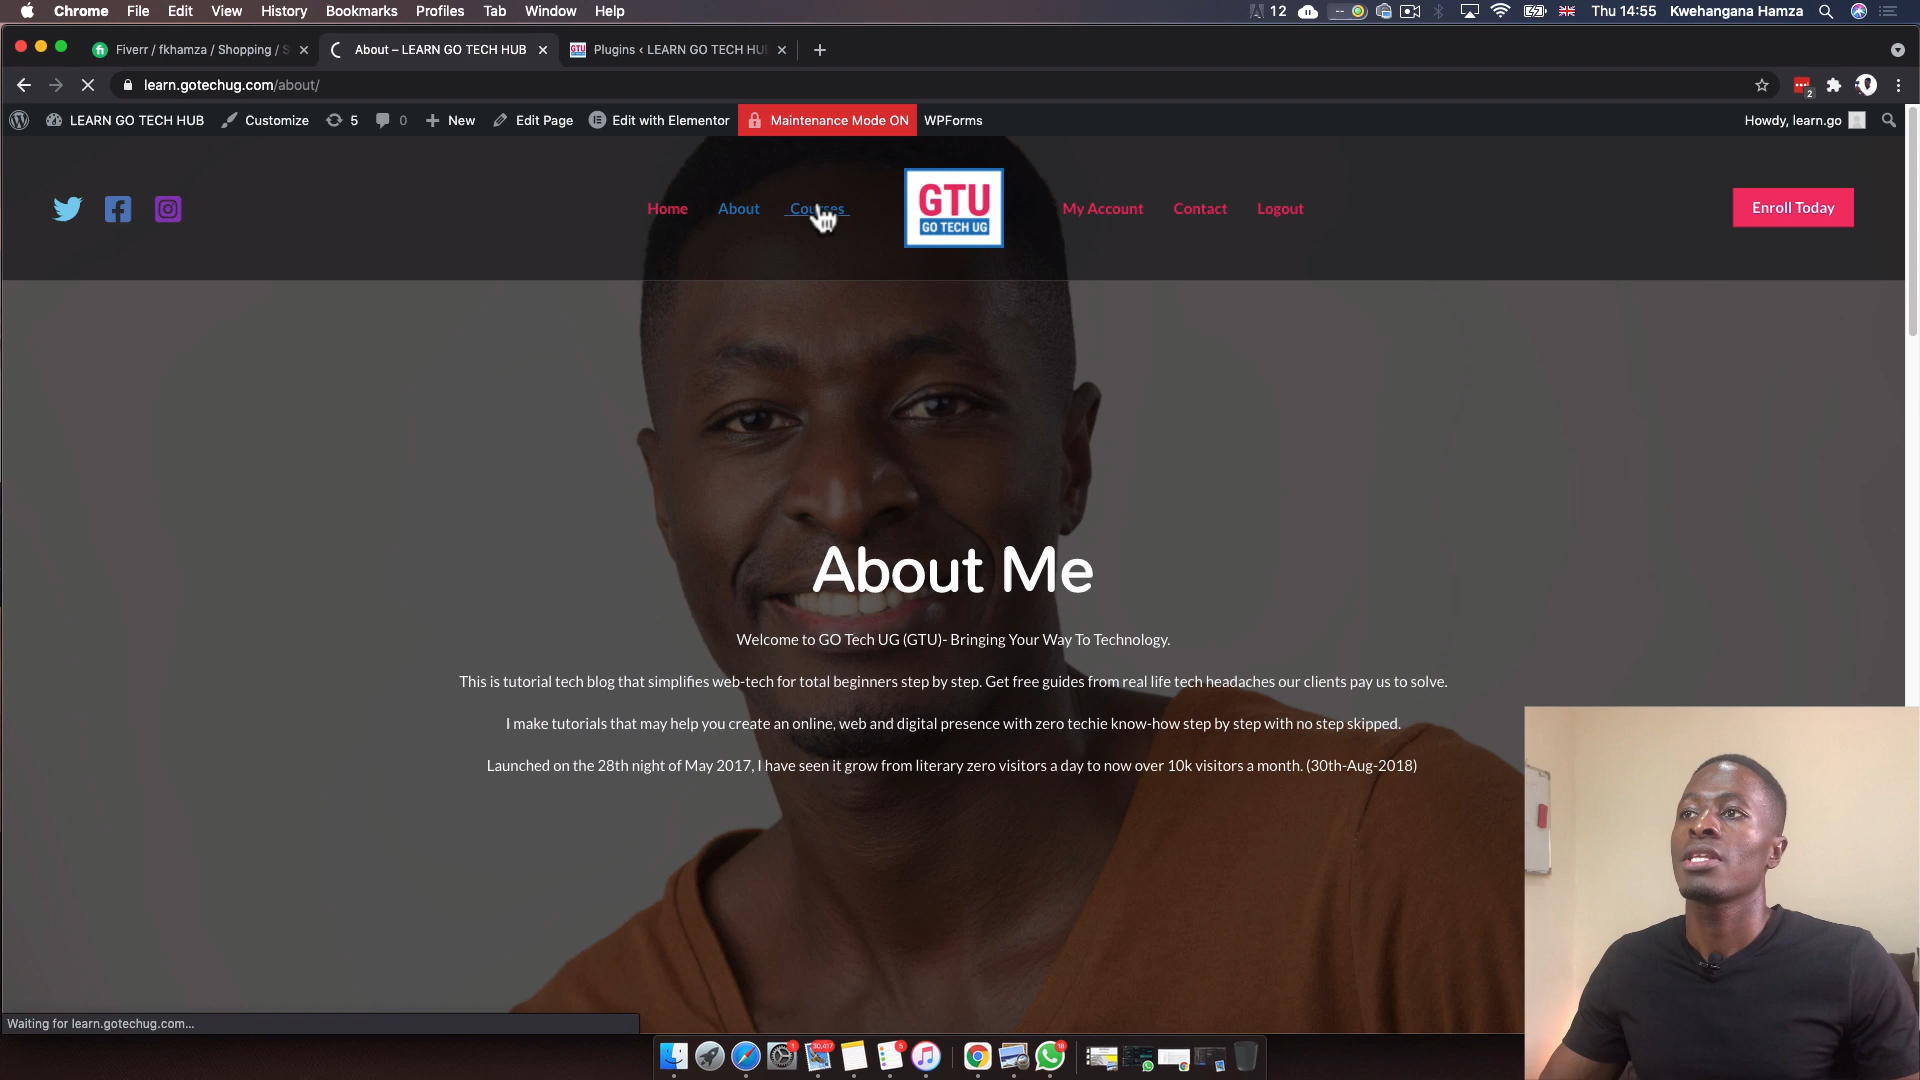 Chrome File Edit View History Bookmarks Profiles Tab Window Help 12 Thu 14:55 Kwehangana Hamza
Fiverr / fkhamza / Shopping / About – LEARN GO TECH HUB Plugins ‹ LEARN GO TECH HU
learn.gotechug.com/about/ 2
LEARN GO TECH HUB Customize 5 0 New Edit Page Edit with Elementor Maintenance Mode ON WPForms Howdy, learn.go
Home About Courses GTU GO TECH UG My Account Contact Logout Enroll Today
About Me
Welcome to GO Tech UG (GTU)- Bringing Your Way To Technology.
This is tutorial tech blog that simplifies web-tech for total beginners step by step. Get free guides from real life tech headaches our clients pay us to solve.
I make tutorials that may help you create an online, web and digital presence with zero techie know-how step by step with no step skipped.
Launched on the 28th night of May 2017, I have seen it grow from literary zero visitors a day to now over 10k visitors a month. (30th-Aug-2018)
Waiting for learn.gotechug.com...
1 30,417 5 18